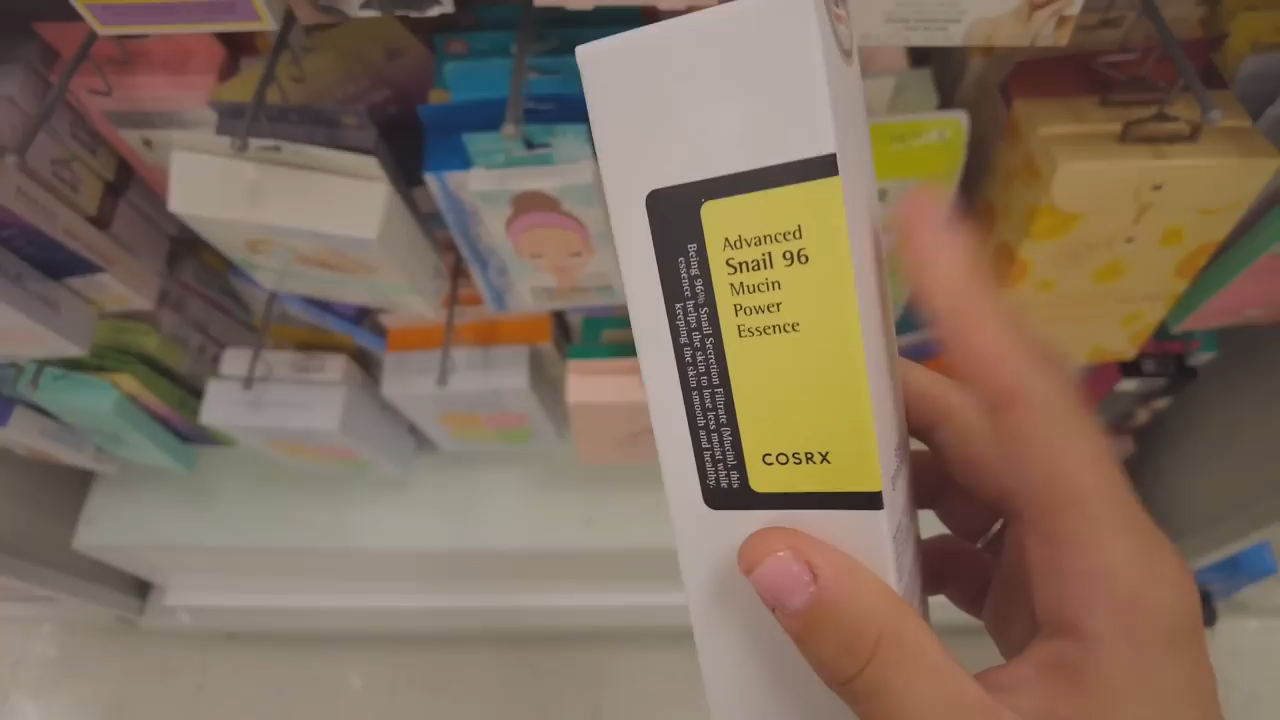 Advanced
Snail 96
Mucin
Power
Essence
COSRX
Being 96% Snail Secretion Filtrate (Mucin), this
essence helps the skin to lose less moist while
keeping the skin smooth and healthy.